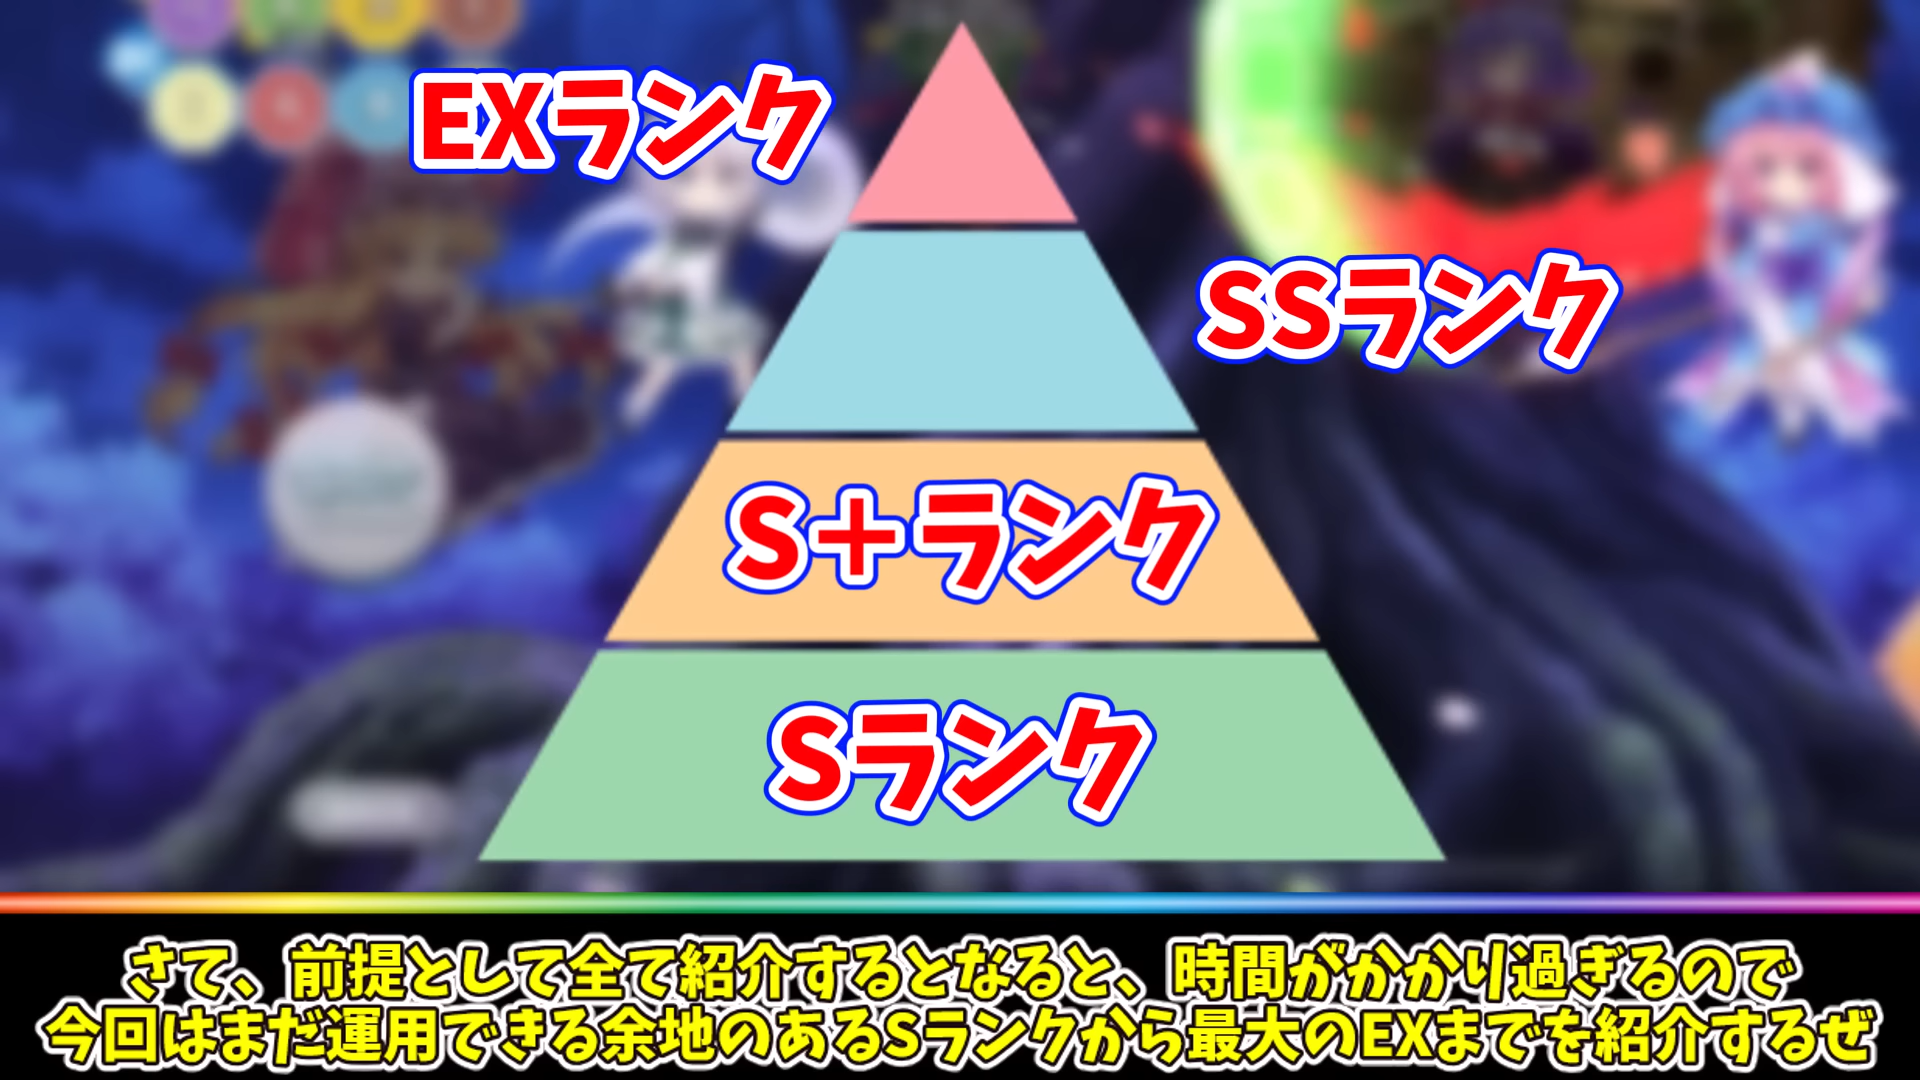 EXランク
SSランク
S+ランク
Sランク
さて、前提として全て紹介するとなると、時間がかかり過ぎるので
今回はまだ運用できる余地のあるSランクから最大のEXまでを紹介するぜ